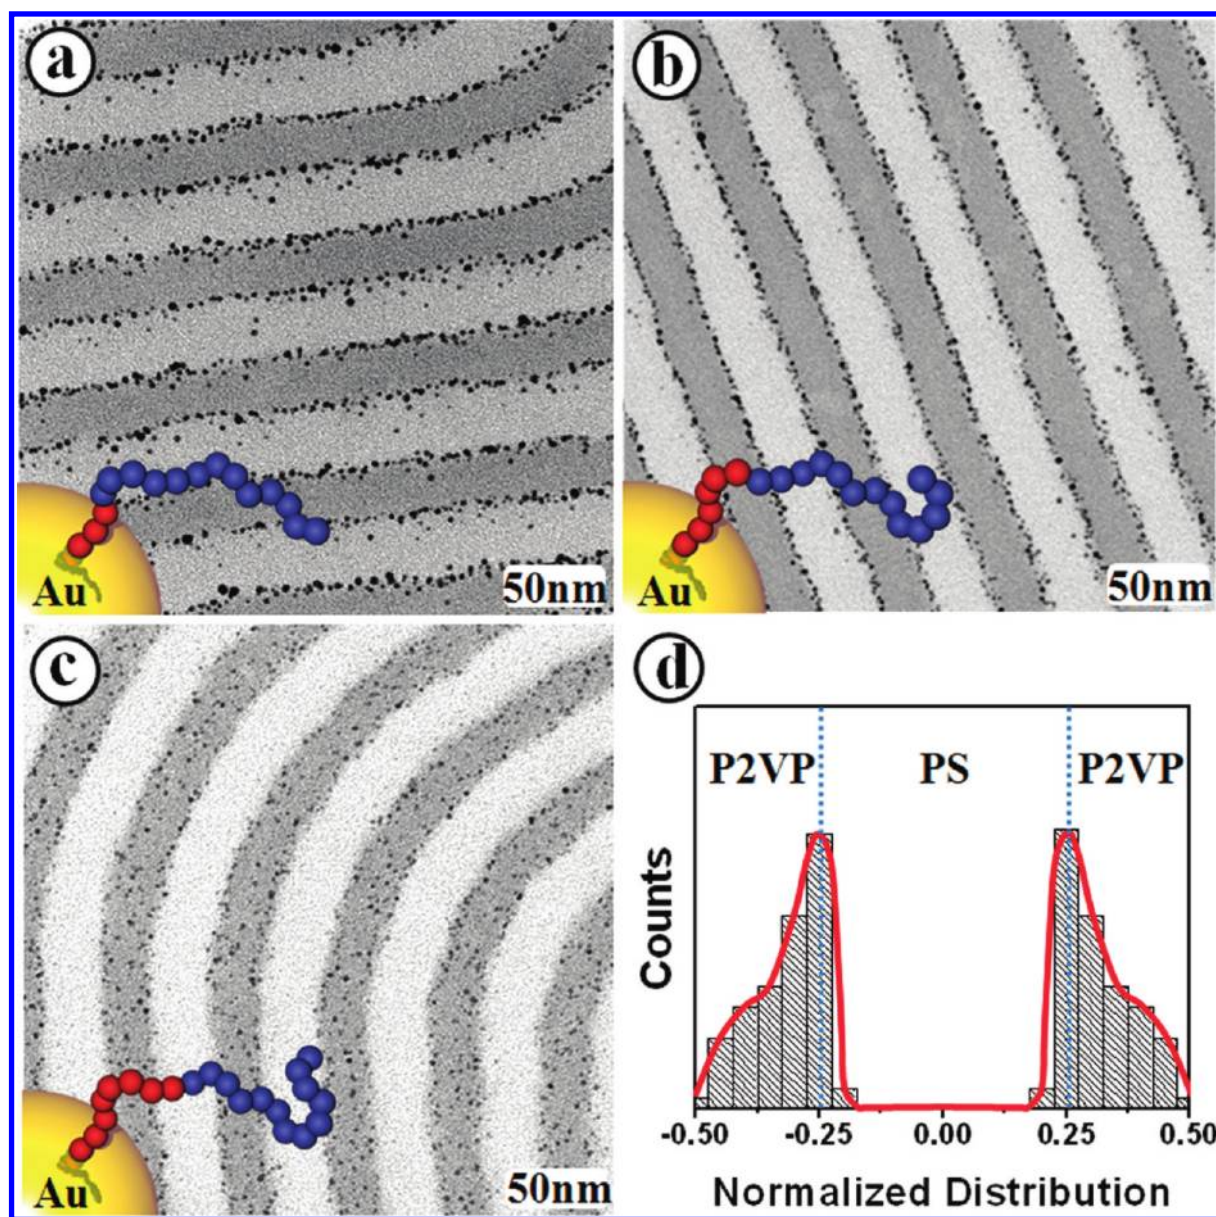 a
b
Au
50nm
Au
50nm
c
d
P2VP
PS
P2VP
Counts
-0.50
-0.25
0.00
0.25
0.50
Normalized Distribution
Au
50nm